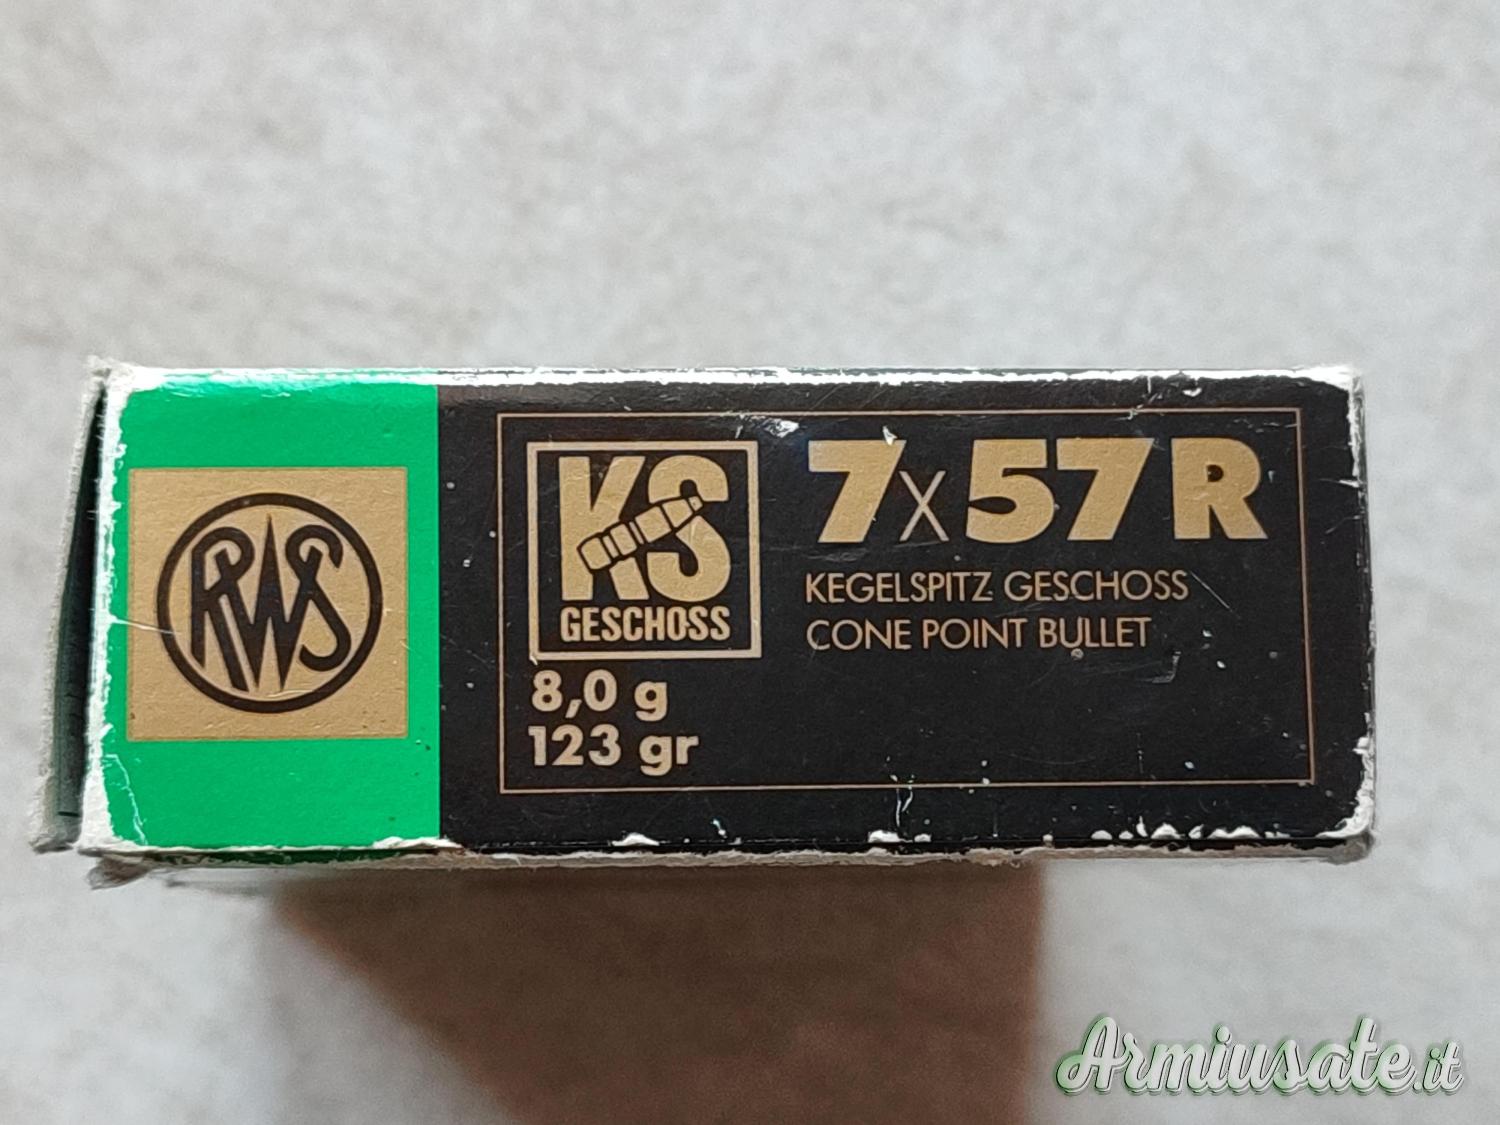 RWS
KS
GESCHOSS
8,0 g
123 gr
7x57R
KEGELSPITZ-GESCHOSS
CONE POINT BULLET
Armiusate.it